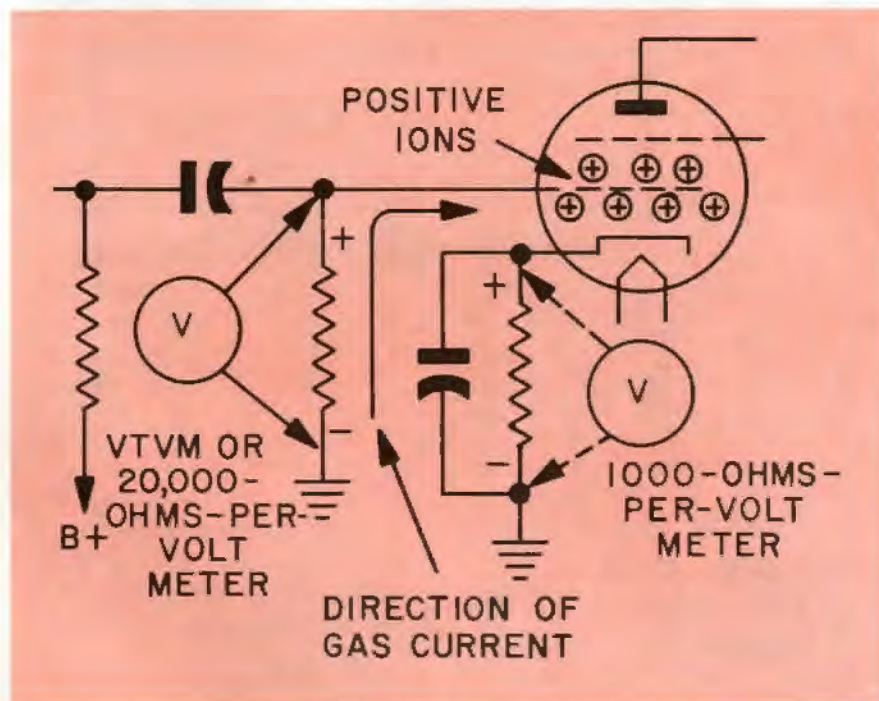 POSITIVE
IONS
+
V
+
V
-
-
VTVM OR
20,000-
OHMS-PER-
VOLT
METER
B+
1000-OHMS-
PER-VOLT
METER
DIRECTION OF
GAS CURRENT